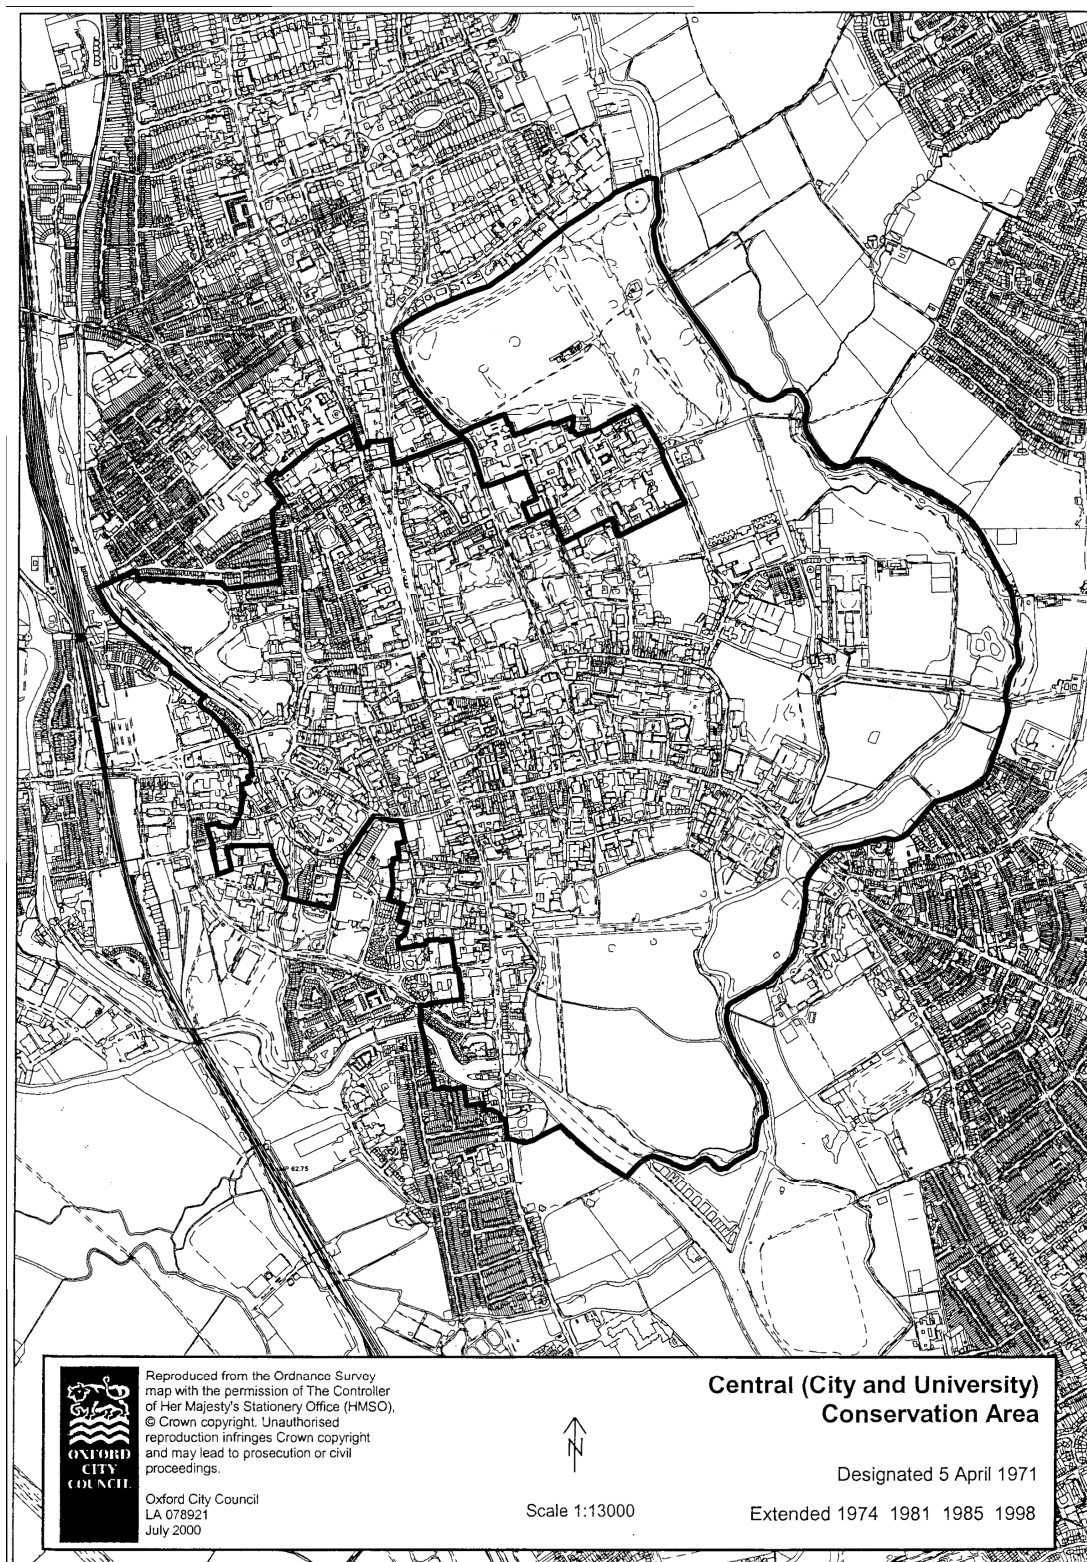 MP 62.75
OXFORD
CITY
COUNCIL
Reproduced from the Ordnance Survey
map with the permission of The Controller
of Her Majesty's Stationery Office (HMSO),
© Crown copyright. Unauthorised
reproduction infringes Crown copyright
and may lead to prosecution or civil
proceedings.
Oxford City Council
LA 078921
July 2000
N
Scale 1:13000
Central (City and University)
Conservation Area
Designated 5 April 1971
Extended 1974 1981 1985 1998